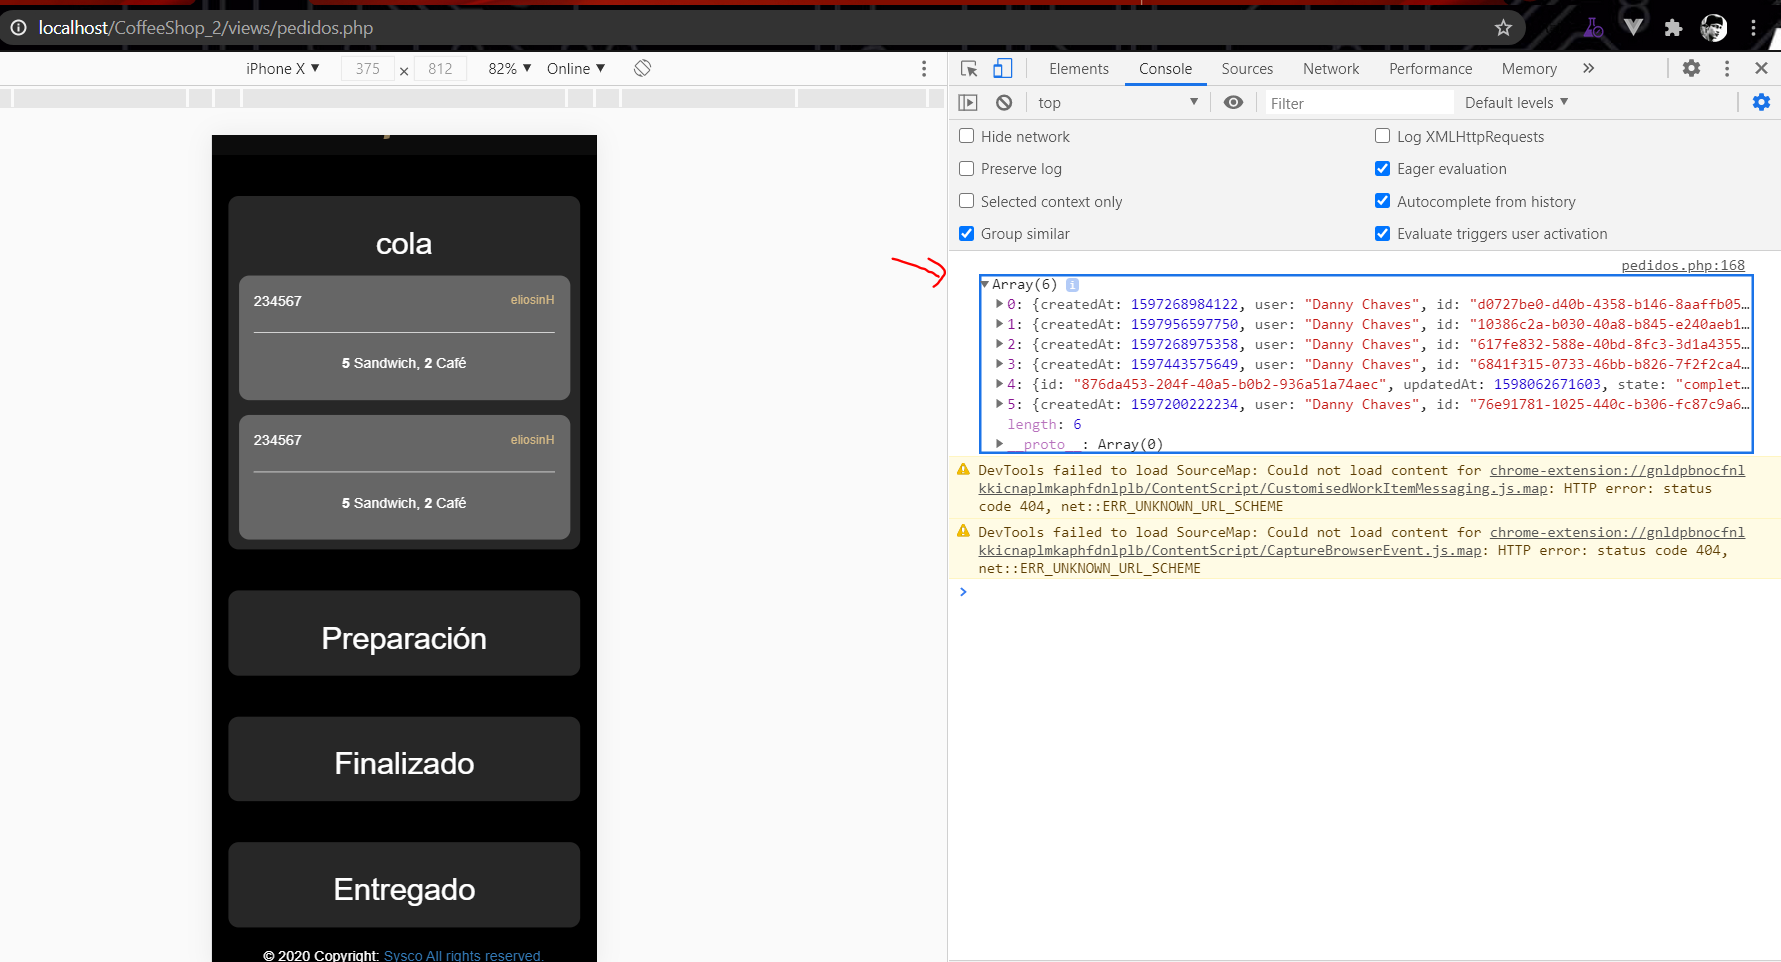 localhost/CoffeeShop_2/views/pedidos.php
iPhone X ▼ 375 × 812 82% ▼ Online ▼
Elements Console Sources Network Performance Memory »
top ▼ Filter Default levels ▼
Hide network Log XMLHttpRequests
Preserve log Eager evaluation
Selected context only Autocomplete from history
Group similar Evaluate triggers user activation
cola
234567 eliosinH
5 Sandwich, 2 Café
234567 eliosinH
5 Sandwich, 2 Café
Preparación
Finalizado
Entregado
© 2020 Copyright: Sysco All rights reserved.
pedidos.php:168
▼Array(6) i
▶0: {createdAt: 1597268984122, user: "Danny Chaves", id: "d0727be0-d40b-4358-b146-8aaffb05…
▶1: {createdAt: 1597956597750, user: "Danny Chaves", id: "10386c2a-b030-40a8-b845-e240aeb1…
▶2: {createdAt: 1597268975358, user: "Danny Chaves", id: "617fe832-588e-40bd-8fc3-3d1a4355…
▶3: {createdAt: 1597443575649, user: "Danny Chaves", id: "6841f315-0733-46bb-b826-7f2f2ca4…
▶4: {id: "876da453-204f-40a5-b0b2-936a51a74aec", updatedAt: 1598062671603, state: "complet…
▶5: {createdAt: 1597200222234, user: "Danny Chaves", id: "76e91781-1025-440c-b306-fc87c9a6…
length: 6
▶__proto__: Array(0)
DevTools failed to load SourceMap: Could not load content for chrome-extension://gnldpbnocfnl
kkicnaplmkaphfdnlplb/ContentScript/CustomisedWorkItemMessaging.js.map: HTTP error: status
code 404, net::ERR_UNKNOWN_URL_SCHEME
DevTools failed to load SourceMap: Could not load content for chrome-extension://gnldpbnocfnl
kkicnaplmkaphfdnlplb/ContentScript/CaptureBrowserEvent.js.map: HTTP error: status code 404,
net::ERR_UNKNOWN_URL_SCHEME